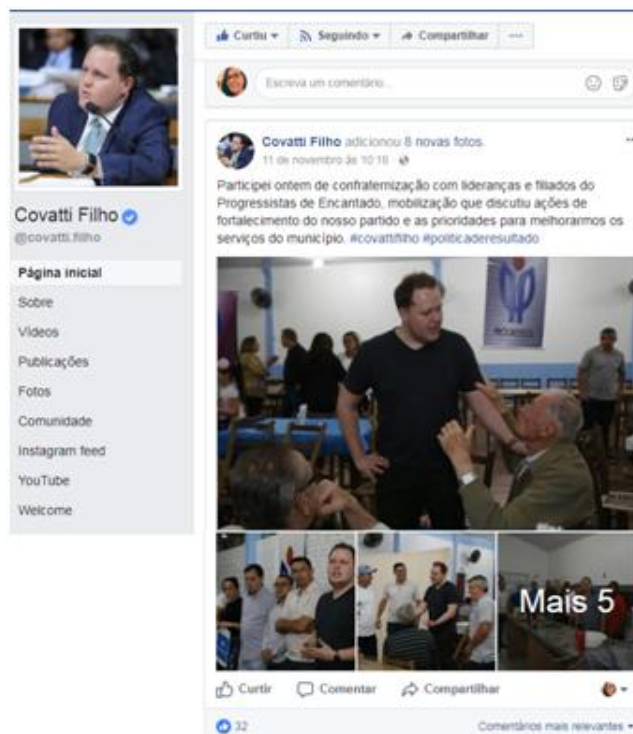 Curtiu
Seguindo
Compartilhar
Escreva um comentário...
Covatti Filho
@covatti.filho
Página inicial
Sobre
Vídeos
Publicações
Fotos
Comunidade
Instagram feed
YouTube
Welcome
Covatti Filho adicionou 8 novas fotos.
11 de novembro às 10:16
Participei ontem de confraternização com lideranças e filiados do
Progressistas de Encantado, mobilização que discutiu ações de
fortalecimento do nosso partido e as prioridades para melhorarmos os
serviços do município. #covattifilho #politicaderesultado
Mais 5
Curtir
Comentar
Compartilhar
32
Comentários mais relevantes